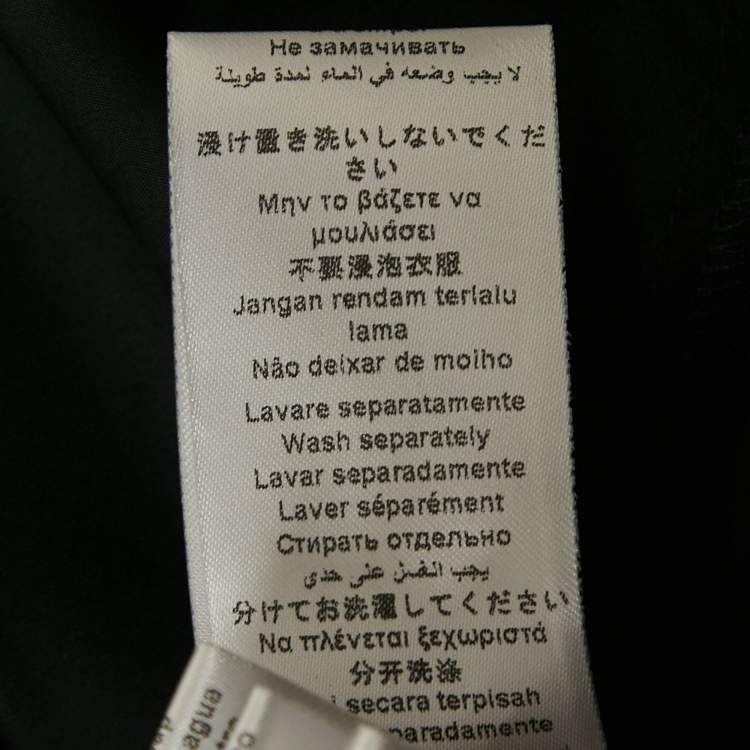 Не замачивать
لا يجب وضعه في الماء لمدة طويلة
浸け置き洗いしないでくだ
さい
Μην το βάζετε να
μουλιάσει
不要浸泡衣服
Jangan rendam terlalu
lama
Não deixar de molho
Lavare separatamente
Wash separately
Lavar separadamente
Laver séparément
Стирать отдельно
يجب الغسل على حدى
分けてお洗濯してください
Να πλένεται ξεχωριστά
分开洗涤
secara terpisah
agua